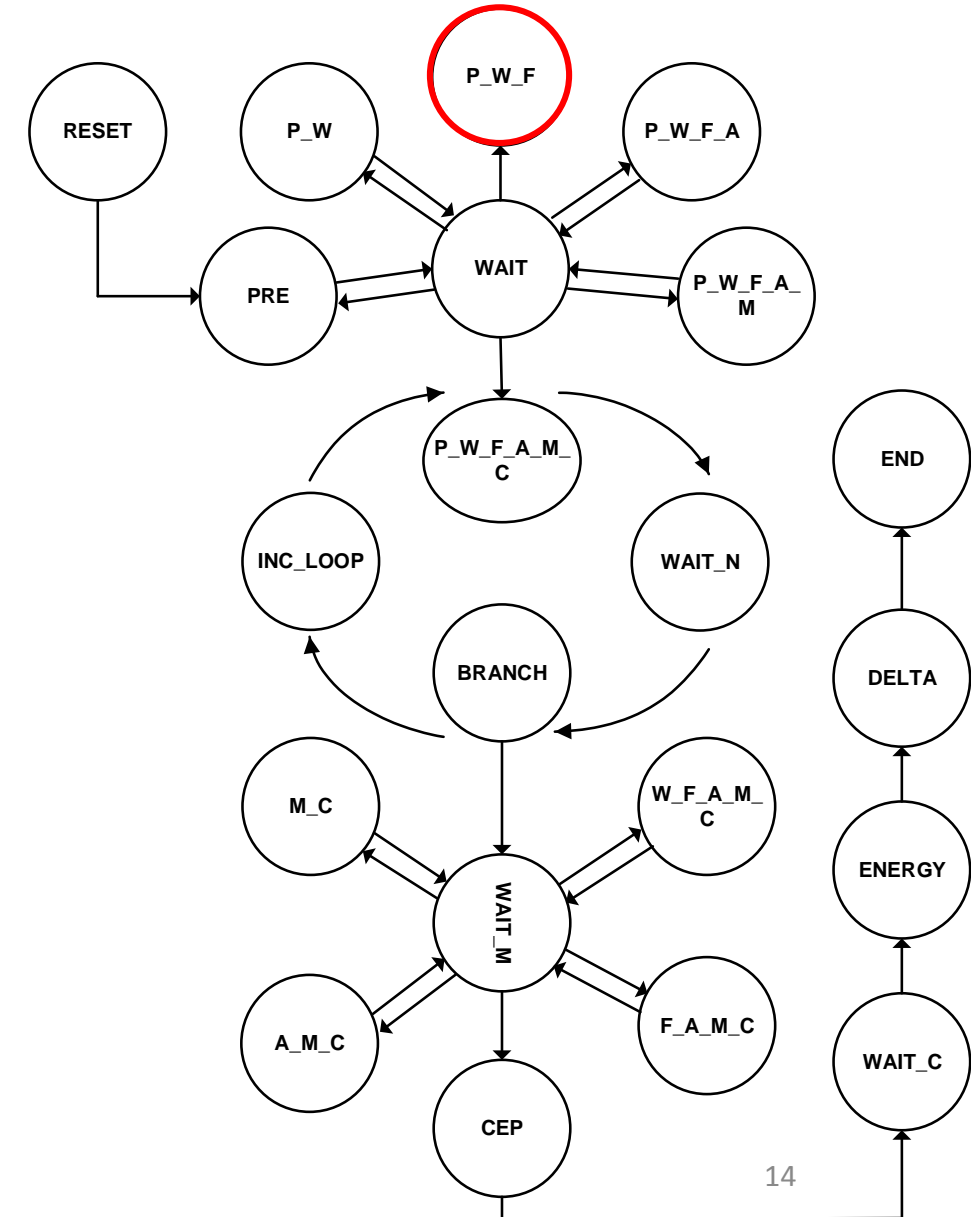 P_W_F
RESET
P_W
P_W_F_A
WAIT
PRE
P_W_F_A_
M
P_W_F_A_M_
C
END
INC_LOOP
WAIT_N
BRANCH
DELTA
M_C
W_F_A_M_
C
WAIT_M
ENERGY
A_M_C
F_A_M_C
WAIT_C
CEP
14